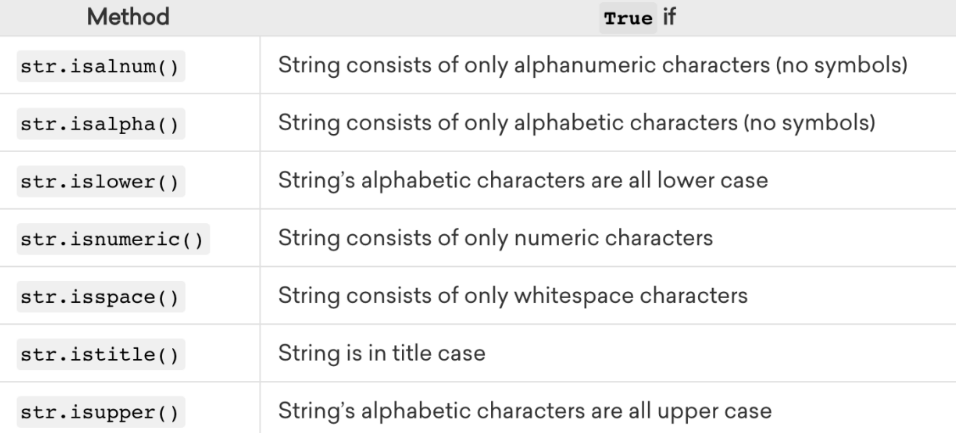 Method True if
str.isalnum() String consists of only alphanumeric characters (no symbols)
str.isalpha() String consists of only alphabetic characters (no symbols)
str.islower() String’s alphabetic characters are all lower case
str.isnumeric() String consists of only numeric characters
str.isspace() String consists of only whitespace characters
str.istitle() String is in title case
str.isupper() String’s alphabetic characters are all upper case